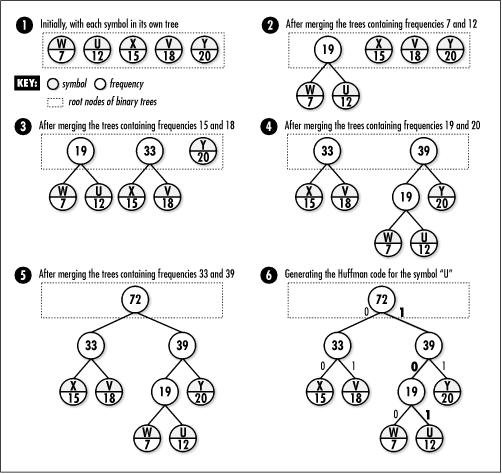 1 Initially, with each symbol in its own tree
W 7 U 12 X 15 V 18 Y 20
KEY: symbol frequency
root nodes of binary trees
2 After merging the trees containing frequencies 7 and 12
19 X 15 V 18 Y 20
W 7 U 12
3 After merging the trees containing frequencies 15 and 18
19 33 Y 20
W 7 U 12 X 15 V 18
4 After merging the trees containing frequencies 19 and 20
33 39
X 15 V 18 19 Y 20
W 7 U 12
5 After merging the trees containing frequencies 33 and 39
72
33 39
X 15 V 18 19 Y 20
W 7 U 12
6 Generating the Huffman code for the symbol “U”
72
0 1
33 39
0 1 0 1
X 15 V 18 19 Y 20
0 1
W 7 U 12